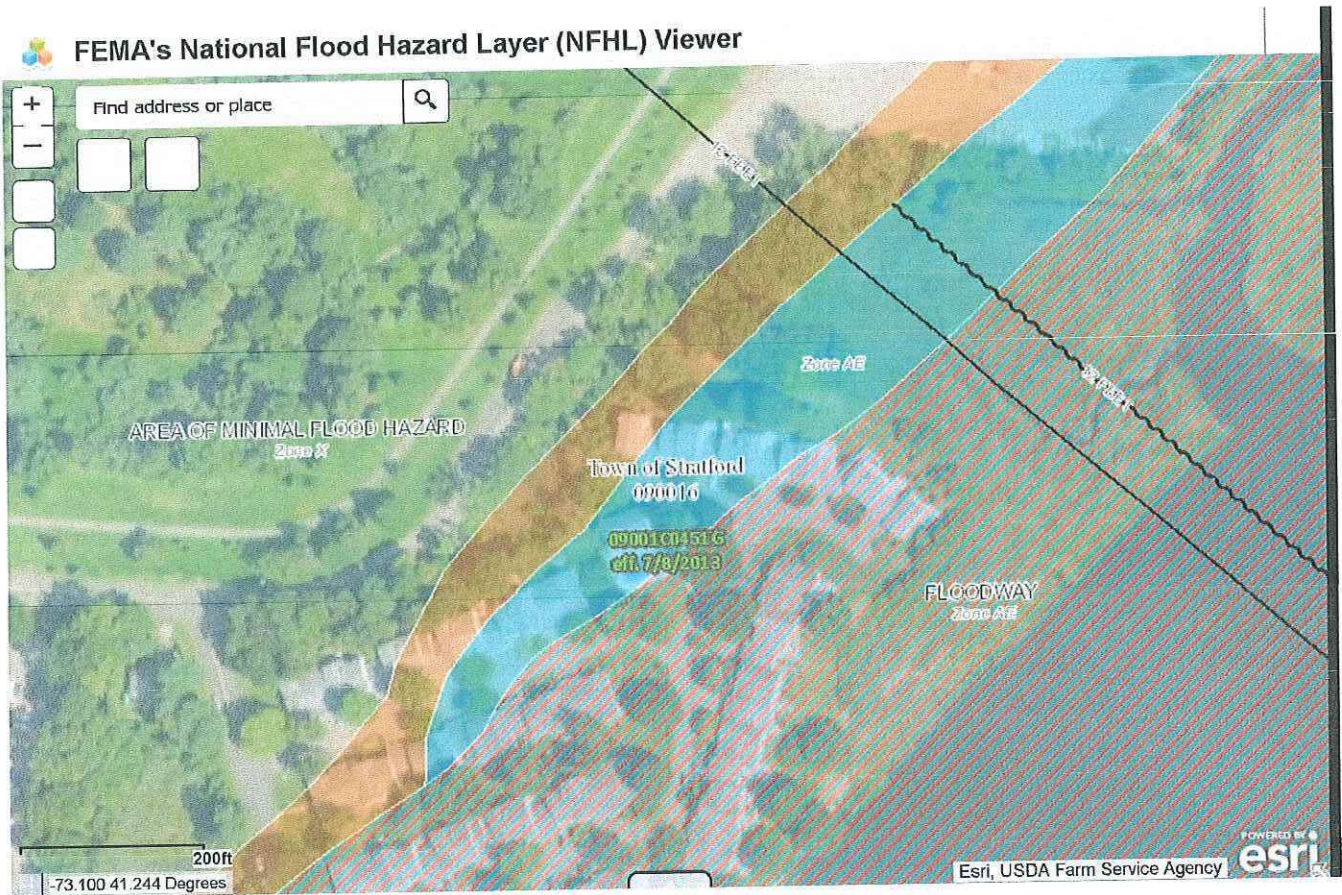 FEMA's National Flood Hazard Layer (NFHL) Viewer
+
Find address or place
−
Zone AE
AREA OF MINIMAL FLOOD HAZARD
Zone X
Town of Stratford
090016
09001C0451G
eff. 7/8/2013
FLOODWAY
Zone AE
200ft
-73.100 41.244 Degrees
Esri, USDA Farm Service Agency
POWERED BY
esri